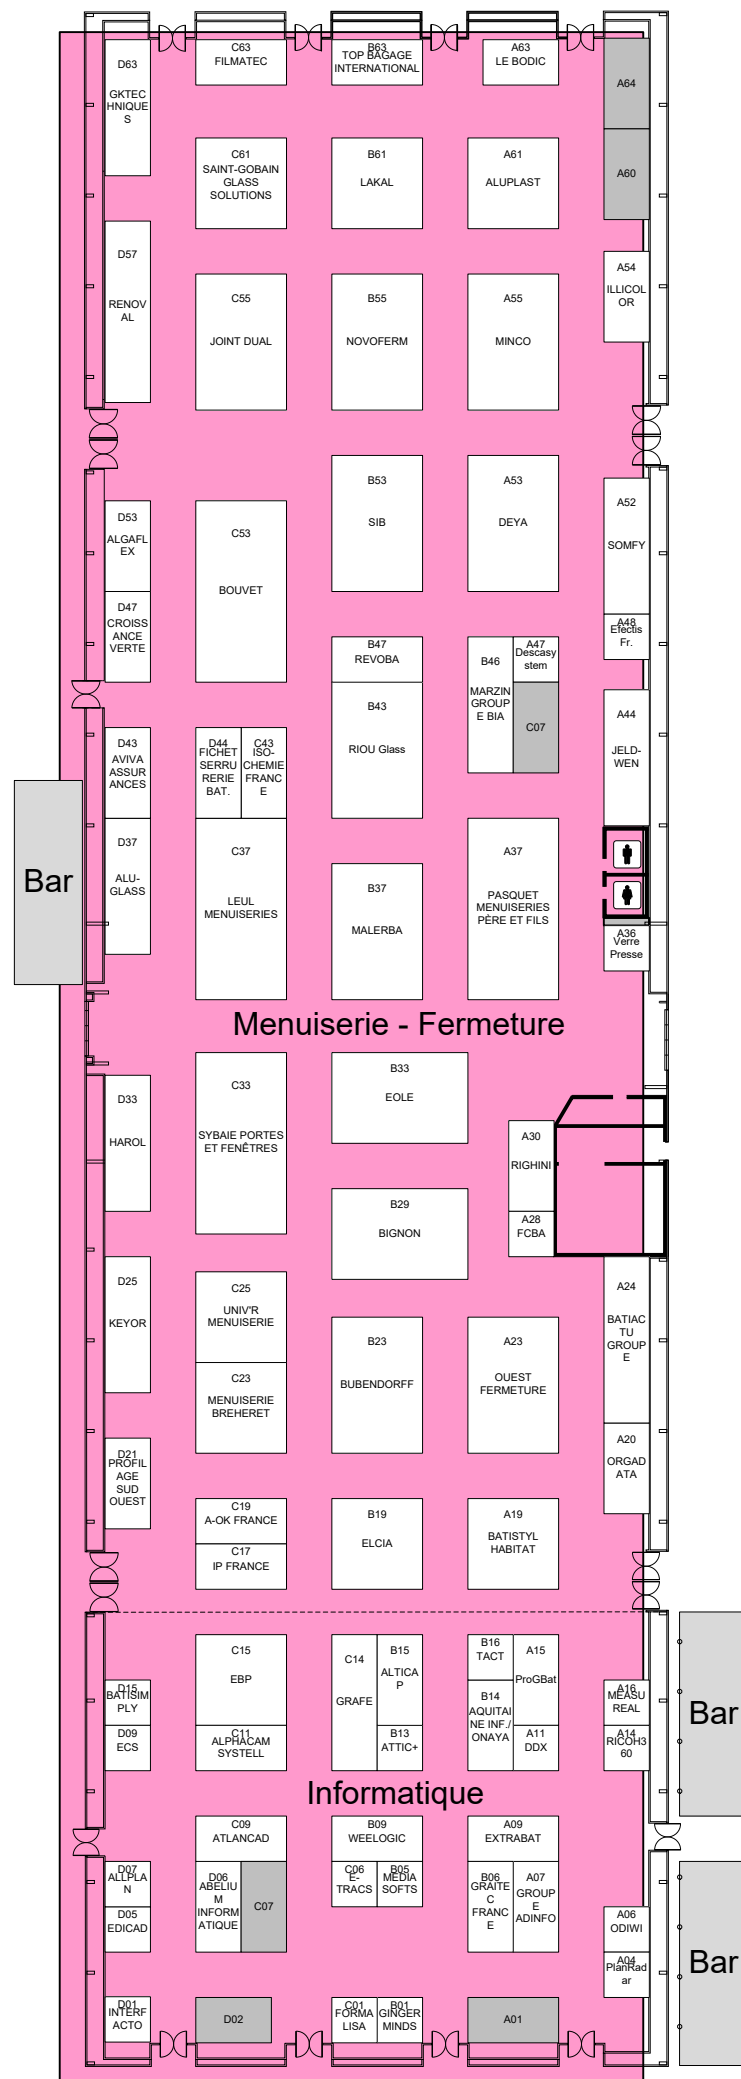 D63
GKTEC
HNIQUE
S
C63
FILMATEC
B63
TOP BAGAGE
INTERNATIONAL
A63
LE BODIC
A64
C61
SAINT-GOBAIN
GLASS
SOLUTIONS
B61
LAKAL
A61
ALUPLAST
A60
D57
RENOV
AL
C55
JOINT DUAL
B55
NOVOFERM
A55
MINCO
A54
ILLICOL
OR
D53
ALGAFL
EX
C53
BOUVET
B53
SIB
A53
DEYA
A52
SOMFY
D47
CROISS
ANCE
VERTE
B47
REVOBA
B46
MARZIN
GROUP
E BIA
A47
Descasy
stem
A48
Efectis
Fr.
B43
RIOU Glass
C07
A44
JELD-
WEN
D43
AVIVA
ASSUR
ANCES
D44
FICHET
SERRU
RERIE
BAT.
C43
ISO-
CHEMIE
FRANC
E
D37
ALU-
GLASS
C37
LEUL
MENUISERIES
B37
MALERBA
A37
PASQUET
MENUISERIES
PÈRE ET FILS
Bar
A36
Verre
Presse
Menuiserie - Fermeture
D33
HAROL
C33
SYBAIE PORTES
ET FENÊTRES
B33
EOLE
A30
RIGHINI
B29
BIGNON
A28
FCBA
D25
KEYOR
C25
UNIV'R
MENUISERIE
A24
BATIAC
TU
GROUP
E
C23
MENUISERIE
BREHERET
B23
BUBENDORFF
A23
OUEST
FERMETURE
D21
PROFIL
AGE
SUD
OUEST
A20
ORGAD
ATA
C19
A-OK FRANCE
C17
IP FRANCE
B19
ELCIA
A19
BATISTYL
HABITAT
C15
EBP
C14
GRAFE
B15
ALTICA
P
B16
TACT
A15
ProGBat
D15
BATISIM
PLY
B14
AQUITAI
NE INF./
ONAYA
A16
MEASU
REAL
Bar
D09
ECS
C11
ALPHACAM
SYSTELL
B13
ATTIC+
A11
DDX
A14
RICOH3
60
Informatique
C09
ATLANCAD
B09
WEELOGIC
A09
EXTRABAT
D07
ALLPLA
N
D06
ABELIU
M
INFORM
ATIQUE
C07
C06
E-
TRACS
B05
MEDIA
SOFTS
B06
GRAITE
C
FRANC
E
A07
GROUP
E
ADINFO
D05
EDICAD
A06
ODIWI
A04
PlanRad
ar
Bar
D01
INTERF
ACTO
D02
C01
FORMA
LISA
B01
GINGER
MINDS
A01